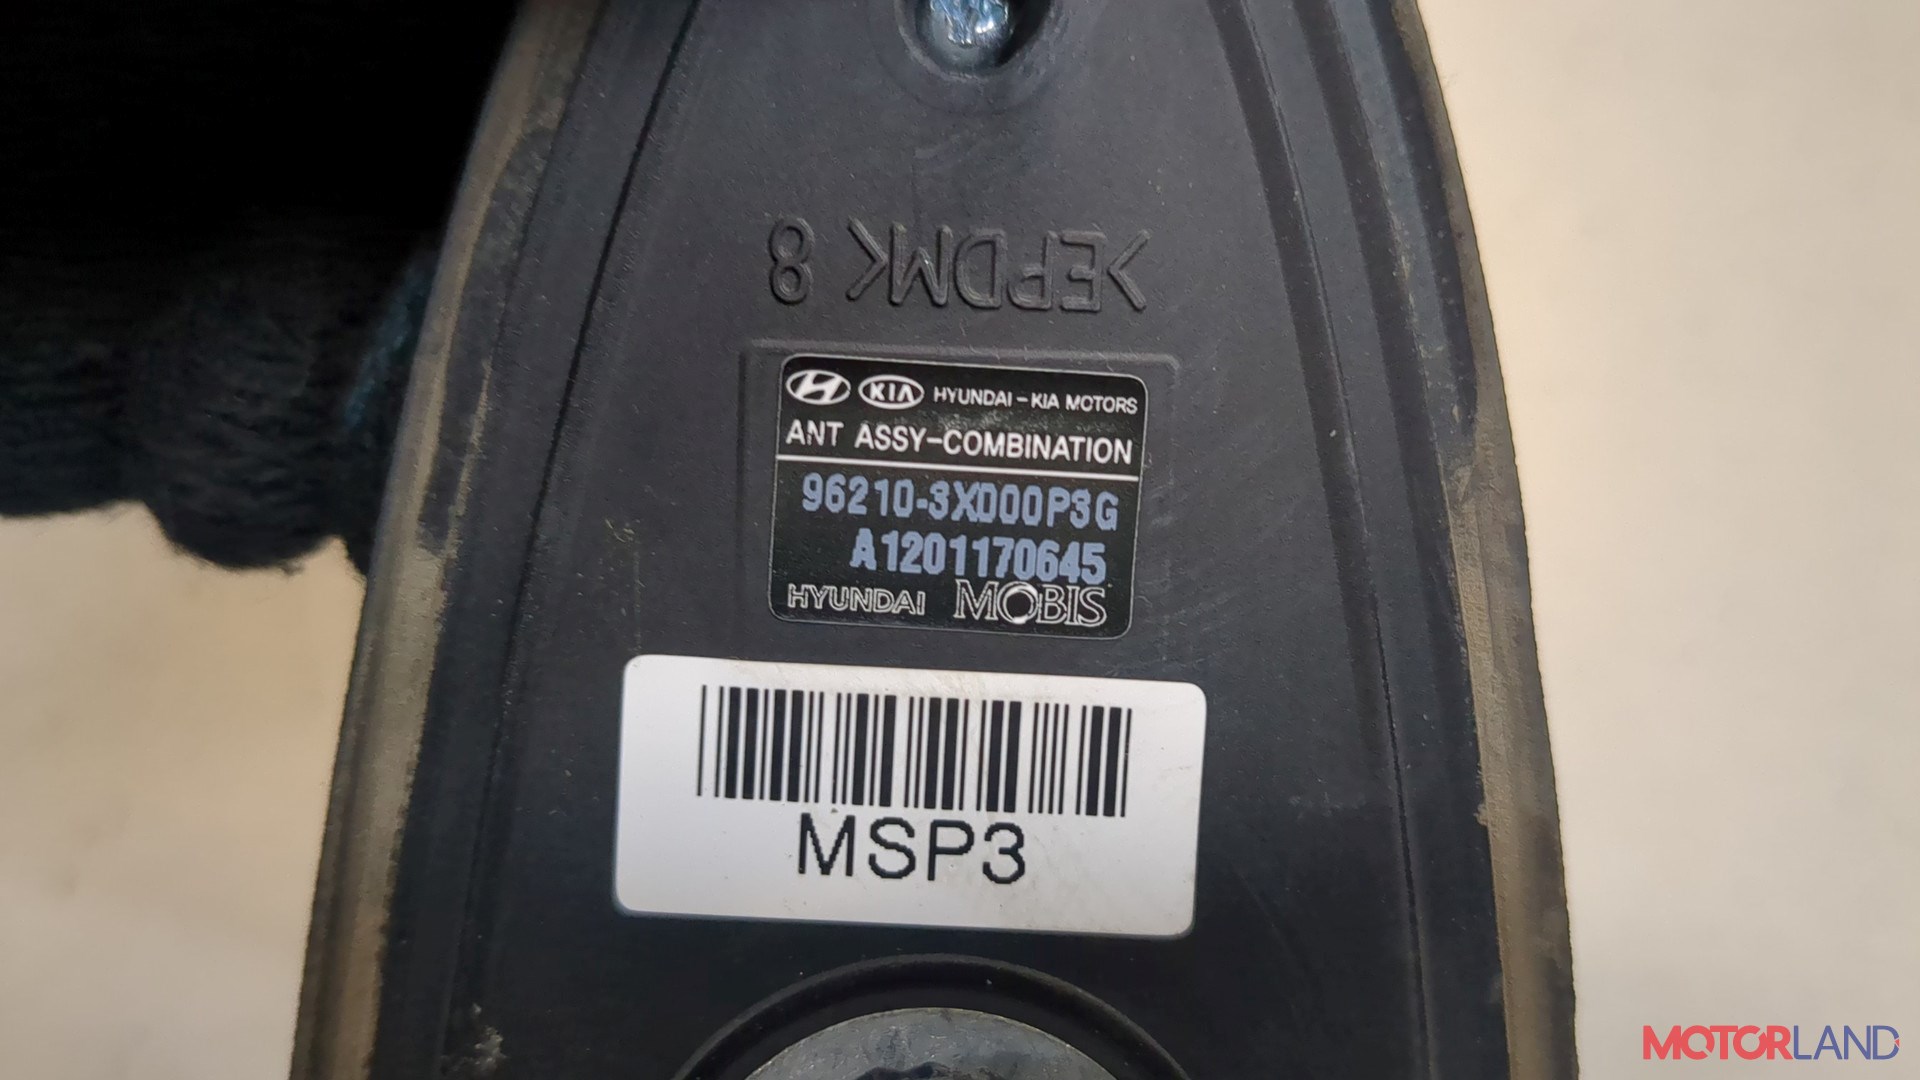 >EPDM< 8
HYUNDAI - KIA MOTORS
ANT ASSY-COMBINATION
96210-3X000P3G
A1201170645
HYUNDAI MOBIS
MSP3
MOTORLAND